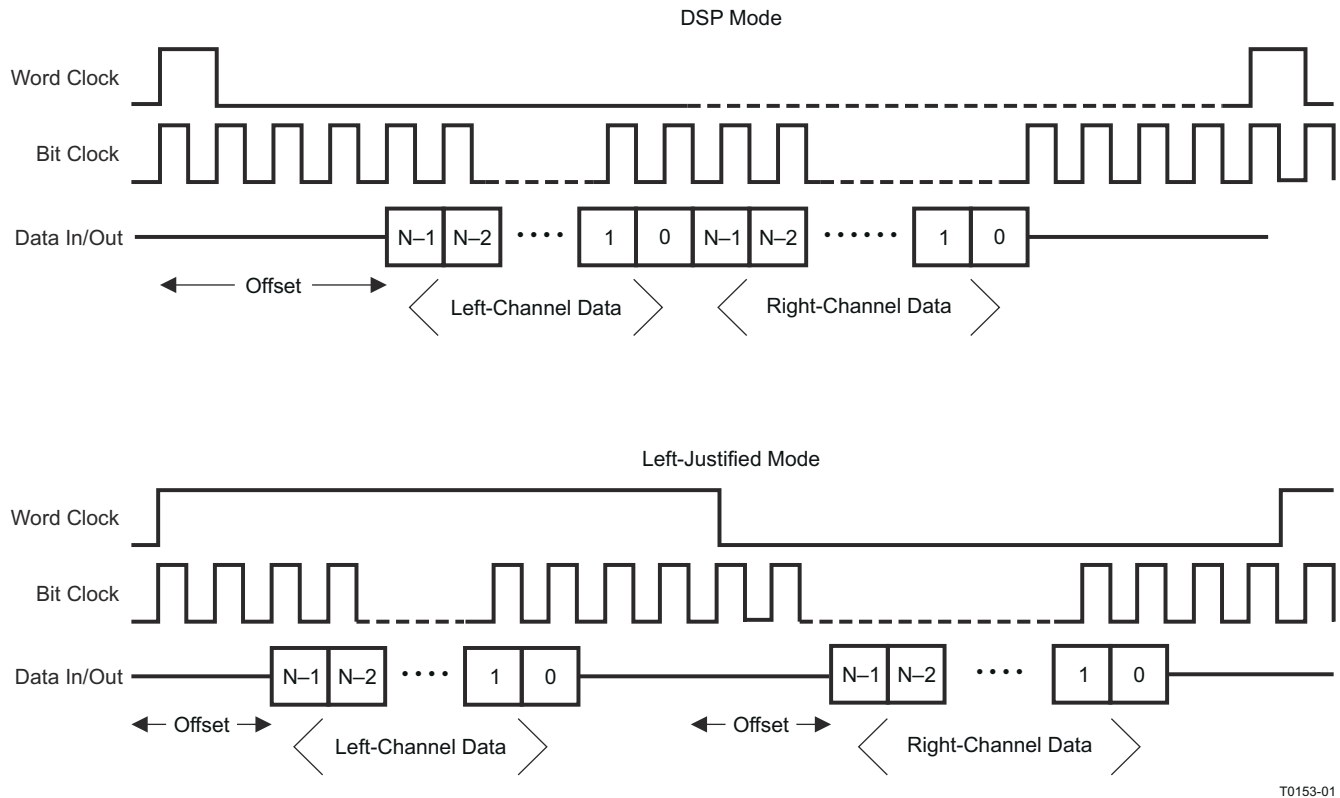 DSP Mode
Word Clock
Bit Clock
Data In/Out
N–1 N–2 •••• 1 0 N–1 N–2 •••••• 1 0
Offset
Left-Channel Data
Right-Channel Data
Left-Justified Mode
Word Clock
Bit Clock
Data In/Out
N–1 N–2 •••• 1 0 N–1 N–2 •••• 1 0
Offset
Offset
Left-Channel Data
Right-Channel Data
T0153-01